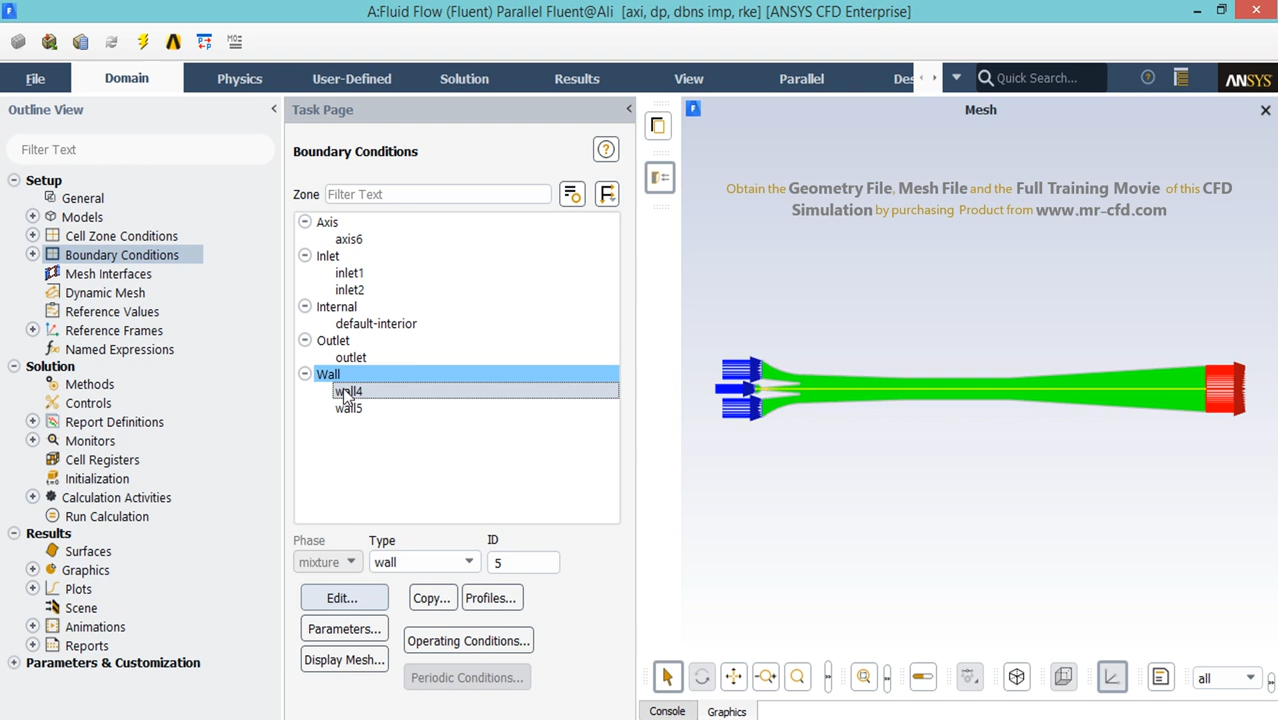 A:Fluid Flow (Fluent) Parallel Fluent@Ali [axi, dp, dbns imp, rke] [ANSYS CFD Enterprise]
File Domain Physics User-Defined Solution Results View Parallel Des Quick Search... ANSYS
Outline View
Filter Text
Setup
General
Models
Cell Zone Conditions
Boundary Conditions
Mesh Interfaces
Dynamic Mesh
Reference Values
Reference Frames
Named Expressions
Solution
Methods
Controls
Report Definitions
Monitors
Cell Registers
Initialization
Calculation Activities
Run Calculation
Results
Surfaces
Graphics
Plots
Scene
Animations
Reports
Parameters & Customization
Task Page
Boundary Conditions
Zone Filter Text
Axis
axis6
Inlet
inlet1
inlet2
Internal
default-interior
Outlet
outlet
Wall
wall4
wall5
Phase Type ID
mixture wall 5
Edit... Copy... Profiles...
Parameters... Operating Conditions...
Display Mesh... Periodic Conditions...
Mesh
Obtain the Geometry File, Mesh File and the Full Training Movie of this CFD
Simulation by purchasing Product from www.mr-cfd.com
all
Console Graphics